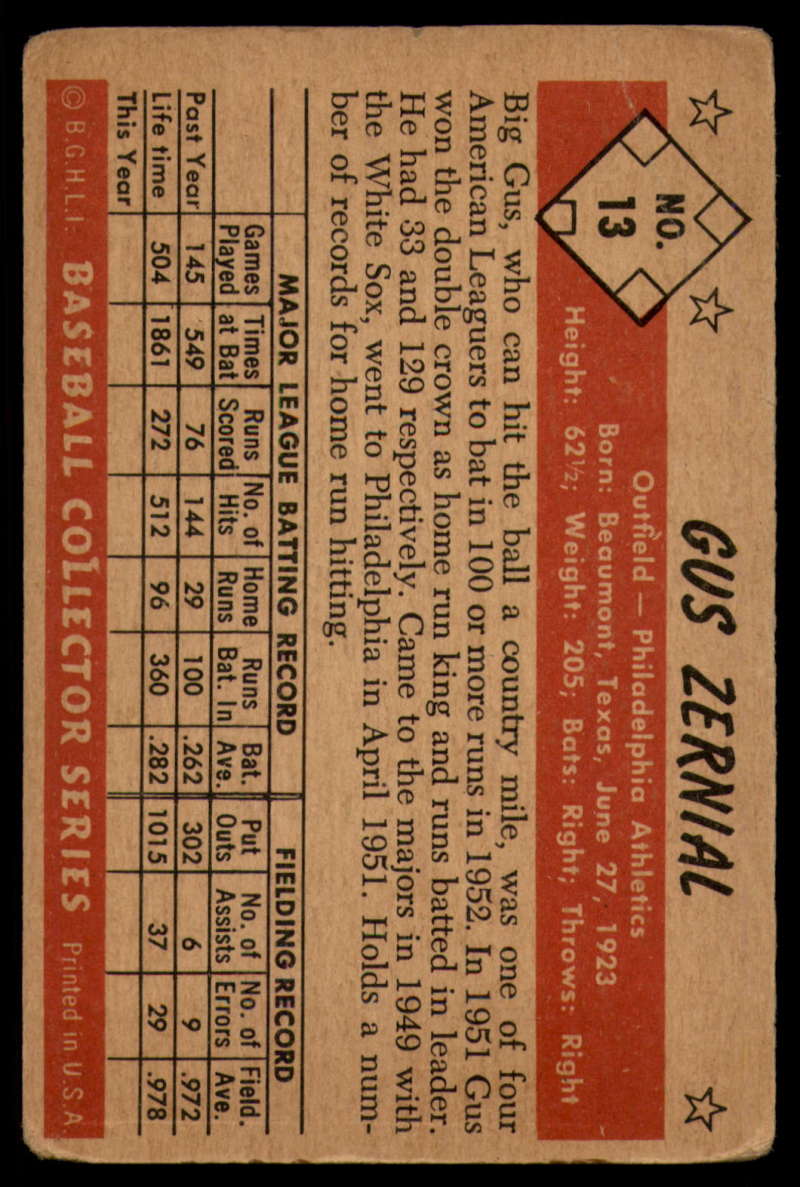 NO.
13
GUS ZERNIAL
Outfield — Philadelphia Athletics
Born: Beaumont, Texas, June 27, 1923
Height: 62½; Weight: 205; Bats: Right; Throws: Right
Big Gus, who can hit the ball a country mile, was one of four
American Leaguers to bat in 100 or more runs in 1952. In 1951 Gus
won the double crown as home run king and runs batted in leader.
He had 33 and 129 respectively. Came to the majors in 1949 with
the White Sox, went to Philadelphia in April 1951. Holds a num-
ber of records for home run hitting.
MAJOR LEAGUE BATTING RECORD FIELDING RECORD
Games Times Runs No. of Home Runs Bat. Put No. of No. of Field.
Played at Bat Scored Hits Runs Bat. In Ave. Outs Assists Errors Ave.
Past Year 145 549 76 144 29 100 .262 302 6 9 .972
Life time 504 1861 272 512 96 360 .282 1015 37 29 .978
This Year
© B.G.H.L.I. BASEBALL COLLECTOR SERIES Printed in U.S.A.